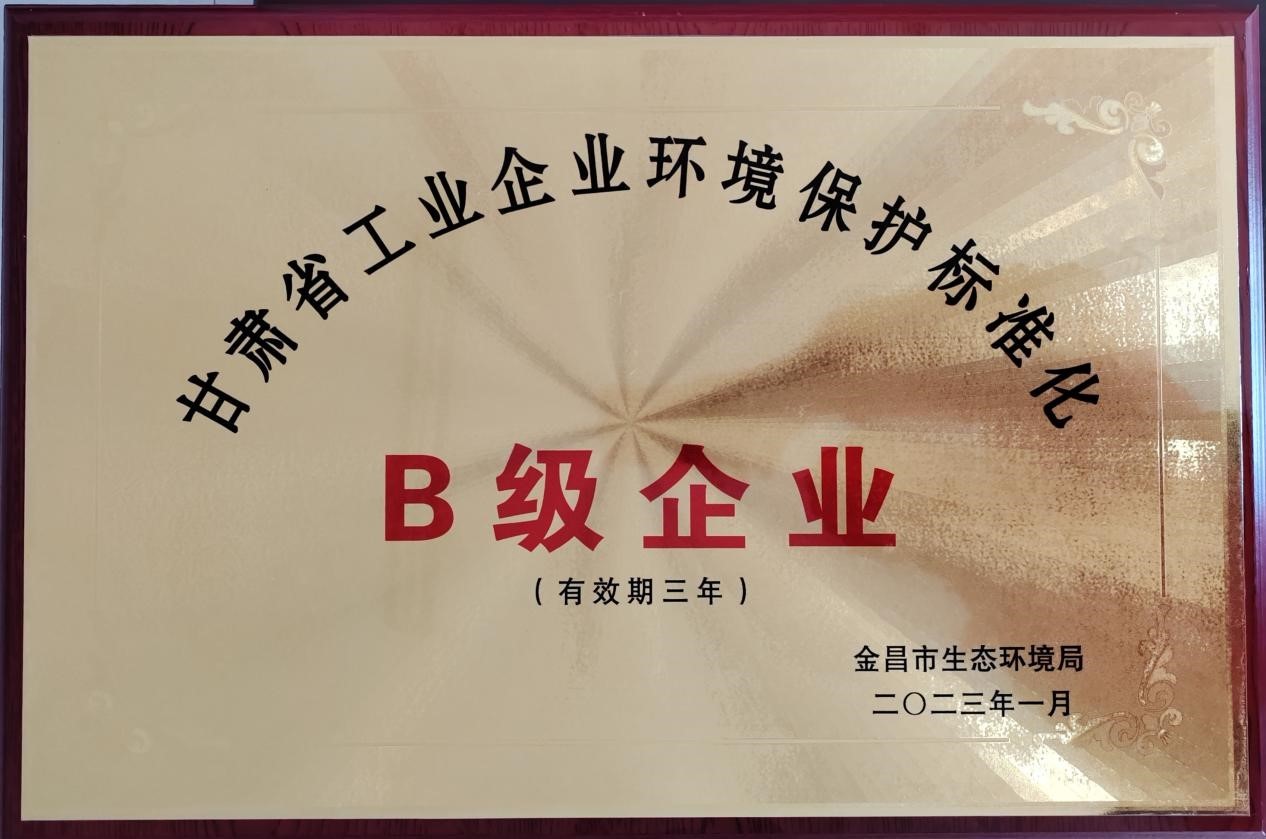 甘肃省工业企业环境保护标准化
B级企业
(有效期三年)
金昌市生态环境局
二〇二三年一月